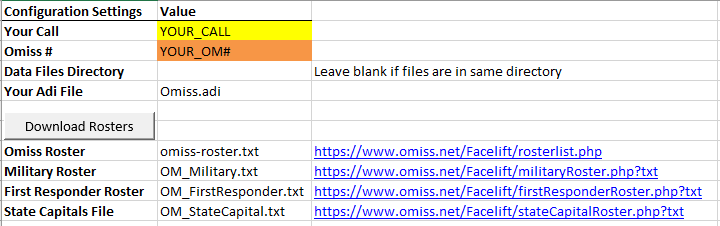 Configuration Settings Value
Your Call YOUR_CALL
Omiss # YOUR_OM#
Data Files Directory Leave blank if files are in same directory
Your Adi File Omiss.adi
Download Rosters
Omiss Roster omiss-roster.txt https://www.omiss.net/Facelift/rosterlist.php
Military Roster OM_Military.txt https://www.omiss.net/Facelift/militaryRoster.php?txt
First Responder Roster OM_FirstResponder.txt https://www.omiss.net/Facelift/firstResponderRoster.php?txt
State Capitals File OM_StateCapital.txt https://www.omiss.net/Facelift/stateCapitalRoster.php?txt